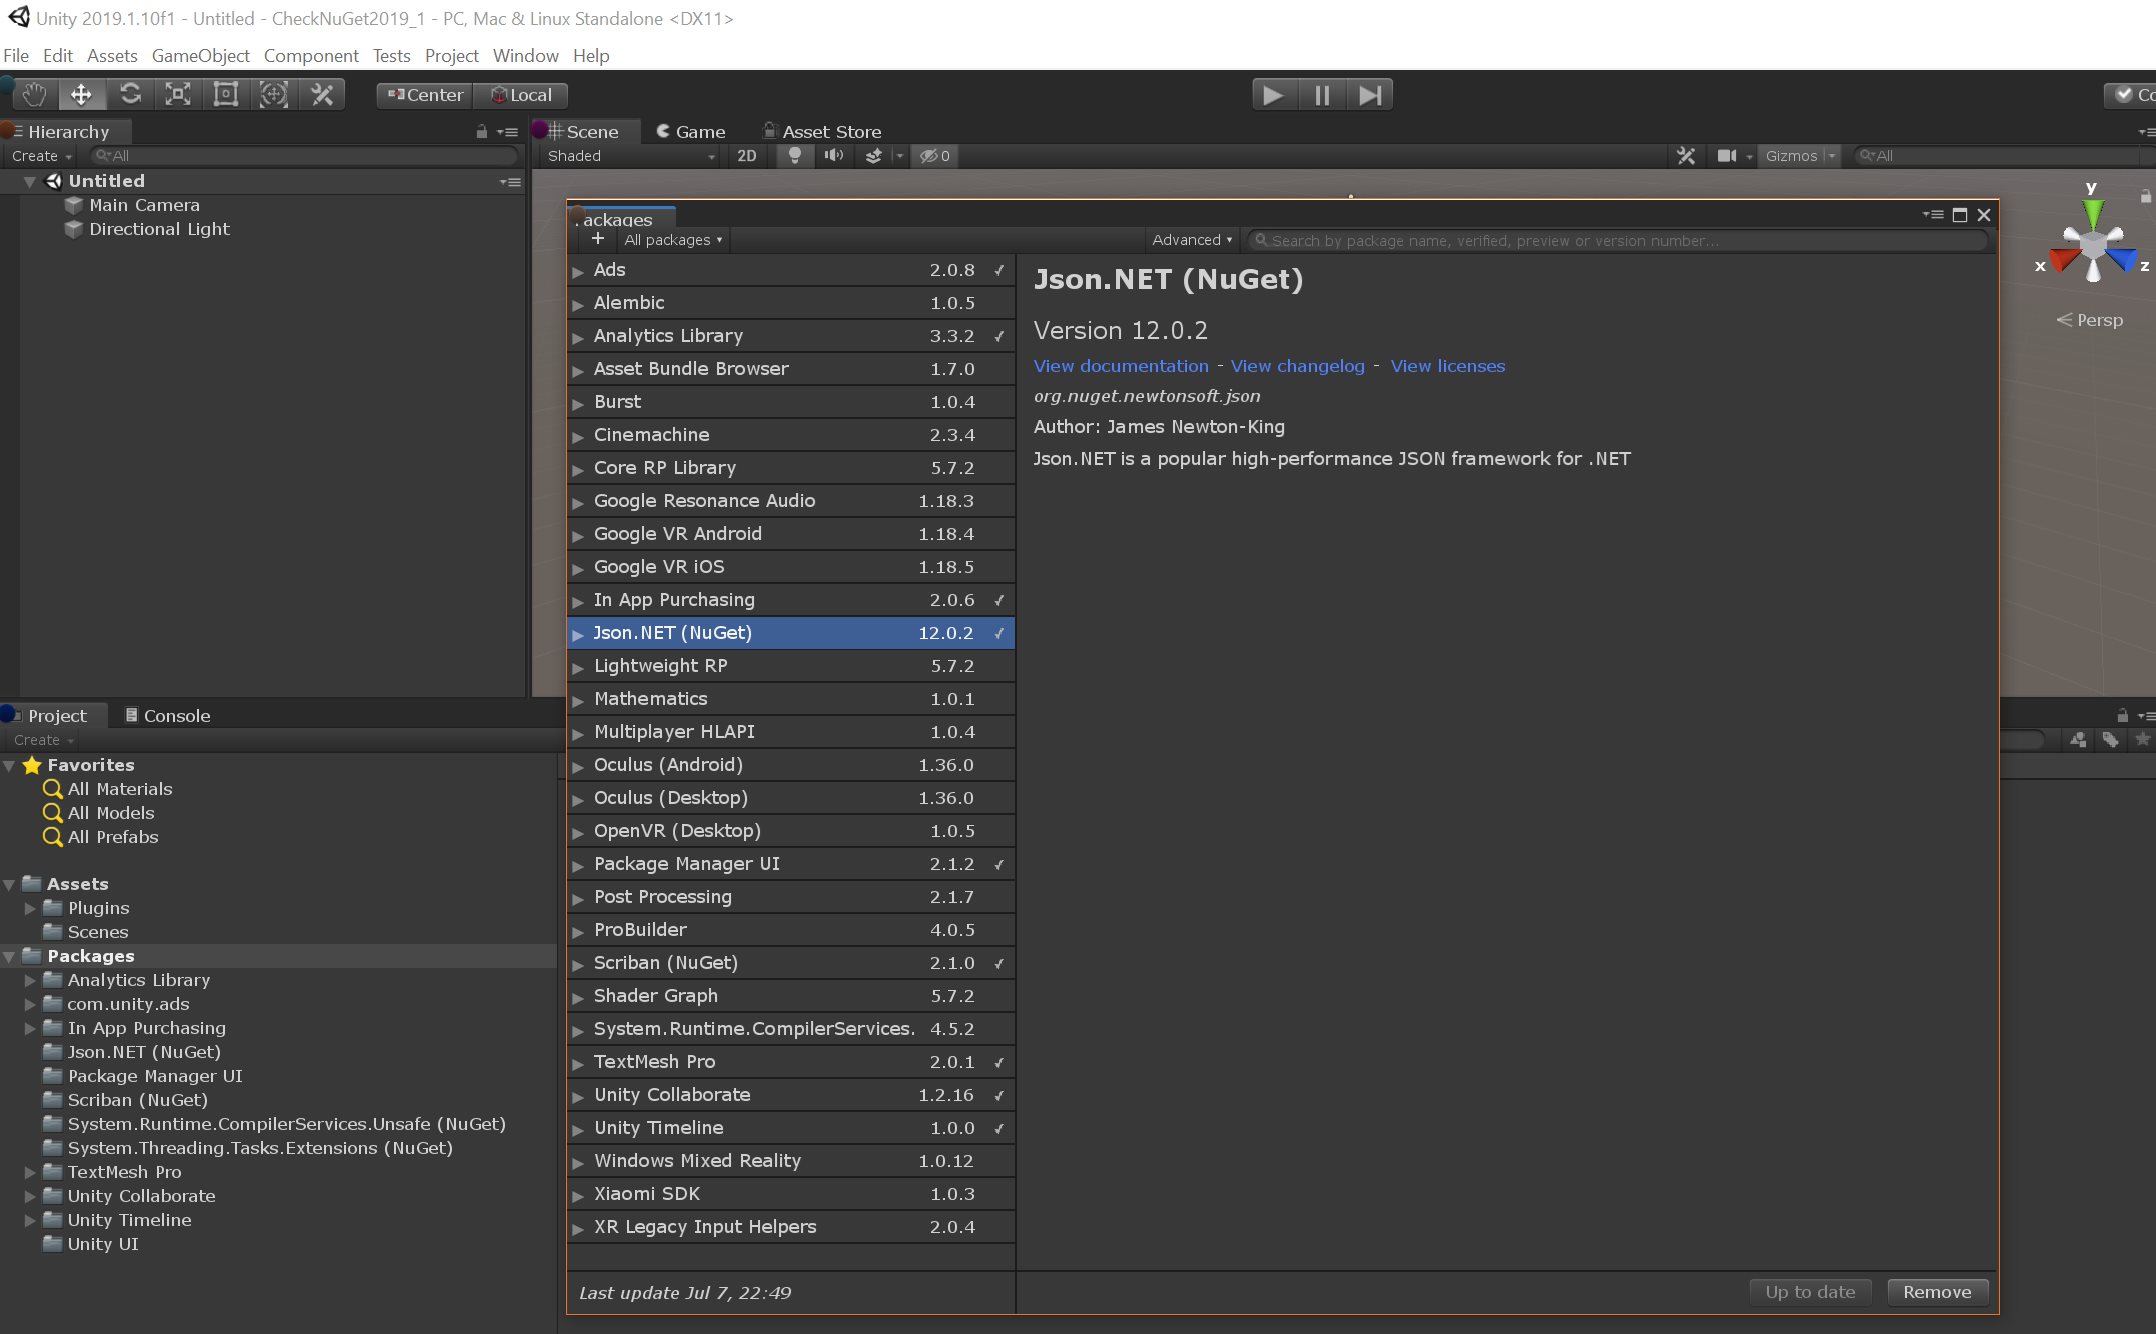 Unity 2019.1.10f1 - Untitled - CheckNuGet2019_1 - PC, Mac & Linux Standalone <DX11>
File Edit Assets GameObject Component Tests Project Window Help
Center Local
Hierarchy
Create All
Untitled
Main Camera
Directional Light
Scene Game Asset Store
Shaded 2D 0 Gizmos All
y
x z
Persp
Packages
+ All packages Advanced Search by package name, verified, preview or version number...
Ads 2.0.8 ✓
Alembic 1.0.5
Analytics Library 3.3.2 ✓
Asset Bundle Browser 1.7.0
Burst 1.0.4
Cinemachine 2.3.4
Core RP Library 5.7.2
Google Resonance Audio 1.18.3
Google VR Android 1.18.4
Google VR iOS 1.18.5
In App Purchasing 2.0.6 ✓
Json.NET (NuGet) 12.0.2 ✓
Lightweight RP 5.7.2
Mathematics 1.0.1
Multiplayer HLAPI 1.0.4
Oculus (Android) 1.36.0
Oculus (Desktop) 1.36.0
OpenVR (Desktop) 1.0.5
Package Manager UI 2.1.2 ✓
Post Processing 2.1.7
ProBuilder 4.0.5
Scriban (NuGet) 2.1.0 ✓
Shader Graph 5.7.2
System.Runtime.CompilerServices. 4.5.2
TextMesh Pro 2.0.1 ✓
Unity Collaborate 1.2.16 ✓
Unity Timeline 1.0.0 ✓
Windows Mixed Reality 1.0.12
Xiaomi SDK 1.0.3
XR Legacy Input Helpers 2.0.4
Last update Jul 7, 22:49
Json.NET (NuGet)
Version 12.0.2
View documentation - View changelog - View licenses
org.nuget.newtonsoft.json
Author: James Newton-King
Json.NET is a popular high-performance JSON framework for .NET
Up to date Remove
Project Console
Create
Favorites
All Materials
All Models
All Prefabs
Assets
Plugins
Scenes
Packages
Analytics Library
com.unity.ads
In App Purchasing
Json.NET (NuGet)
Package Manager UI
Scriban (NuGet)
System.Runtime.CompilerServices.Unsafe (NuGet)
System.Threading.Tasks.Extensions (NuGet)
TextMesh Pro
Unity Collaborate
Unity Timeline
Unity UI